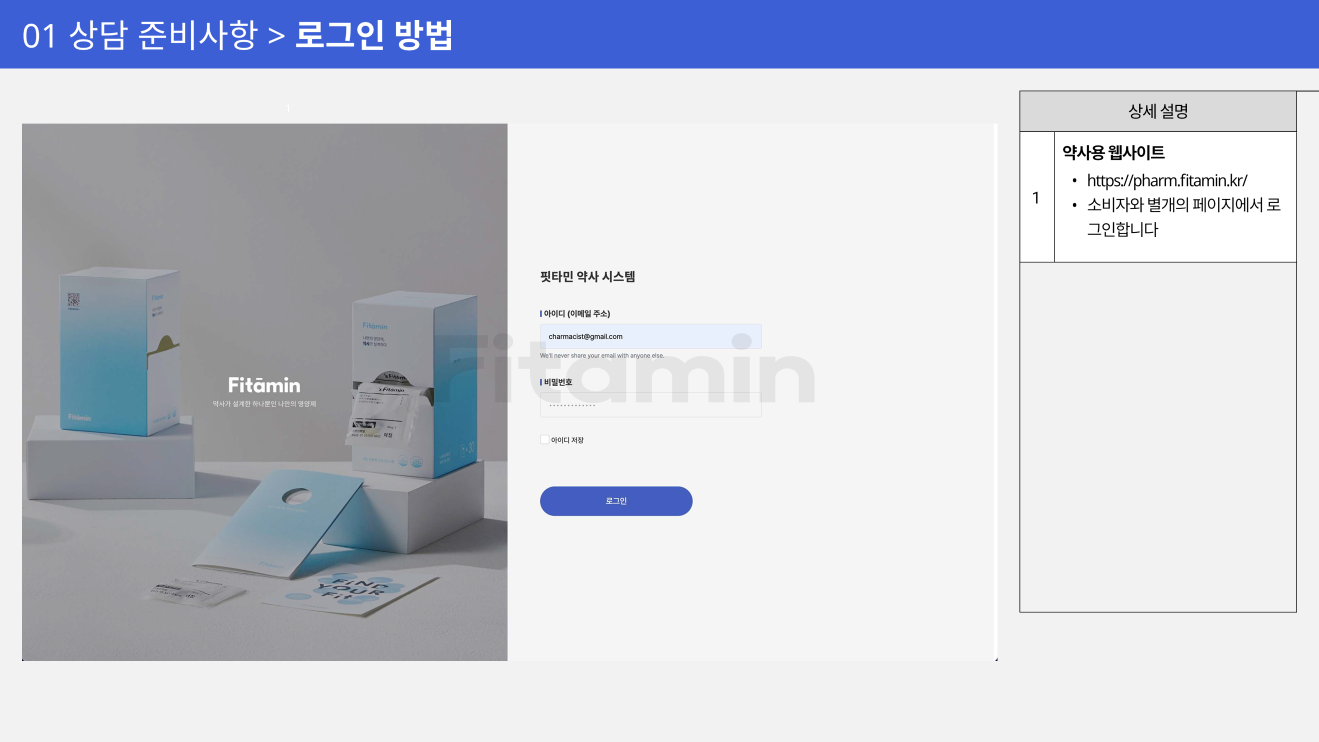 01 상담 준비사항 > 로그인 방법
1
Fitāmin
약사가 설계한 하나뿐인 나만의 영양제
Fitāmin
Fitāmin
Fitāmin
Fitāmin
FIND
YOUR
Fit
핏타민 약사 시스템
아이디 (이메일 주소)
charmacist@gmail.com
We'll never share your email with anyone else.
비밀번호
아이디 저장
로그인
Fitamin
상세 설명
1
약사용 웹사이트
• https://pharm.fitamin.kr/
• 소비자와 별개의 페이지에서 로
그인합니다